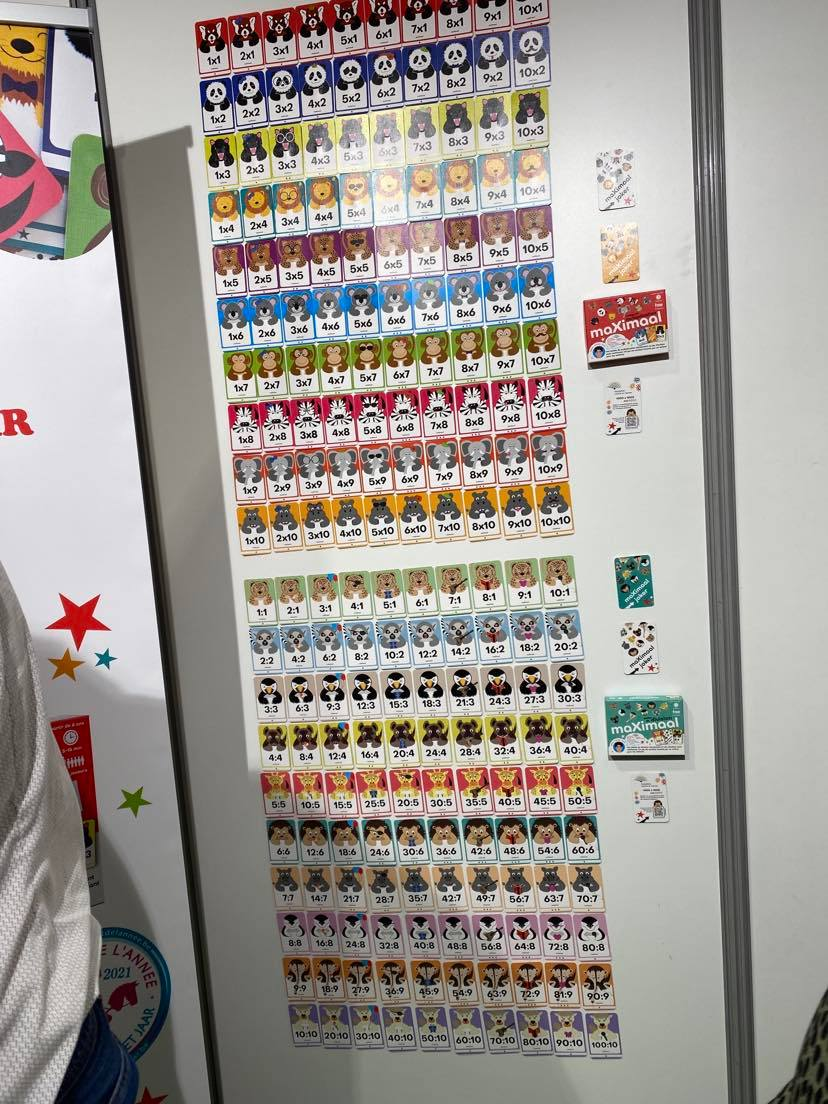 1x1 2x1 3x1 4x1 5x1 6x1 7x1 8x1 9x1 10x1
1x2 2x2 3x2 4x2 5x2 6x2 7x2 8x2 9x2 10x2
1x3 2x3 3x3 4x3 5x3 6x3 7x3 8x3 9x3 10x3
1x4 2x4 3x4 4x4 5x4 6x4 7x4 8x4 9x4 10x4
1x5 2x5 3x5 4x5 5x5 6x5 7x5 8x5 9x5 10x5
1x6 2x6 3x6 4x6 5x6 6x6 7x6 8x6 9x6 10x6
1x7 2x7 3x7 4x7 5x7 6x7 7x7 8x7 9x7 10x7
1x8 2x8 3x8 4x8 5x8 6x8 7x8 8x8 9x8 10x8
1x9 2x9 3x9 4x9 5x9 6x9 7x9 8x9 9x9 10x9
1x10 2x10 3x10 4x10 5x10 6x10 7x10 8x10 9x10 10x10
1:1 2:1 3:1 4:1 5:1 6:1 7:1 8:1 9:1 10:1
2:2 4:2 6:2 8:2 10:2 12:2 14:2 16:2 18:2 20:2
3:3 6:3 9:3 12:3 15:3 18:3 21:3 24:3 27:3 30:3
4:4 8:4 12:4 16:4 20:4 24:4 28:4 32:4 36:4 40:4
5:5 10:5 15:5 25:5 20:5 30:5 35:5 40:5 45:5 50:5
6:6 12:6 18:6 24:6 30:6 36:6 42:6 48:6 54:6 60:6
7:7 14:7 21:7 28:7 35:7 42:7 49:7 56:7 63:7 70:7
8:8 16:8 24:8 32:8 40:8 48:8 56:8 64:8 72:8 80:8
9:9 18:9 27:9 36:9 45:9 54:9 63:9 72:9 81:9 90:9
10:10 20:10 30:10 40:10 50:10 60:10 70:10 80:10 90:10 100:10
maXimaal
joker
maXimaal
maXimaal
joker
maXimaal
joker
maXimaal
R
L'ANNÉE
2021
JAAR